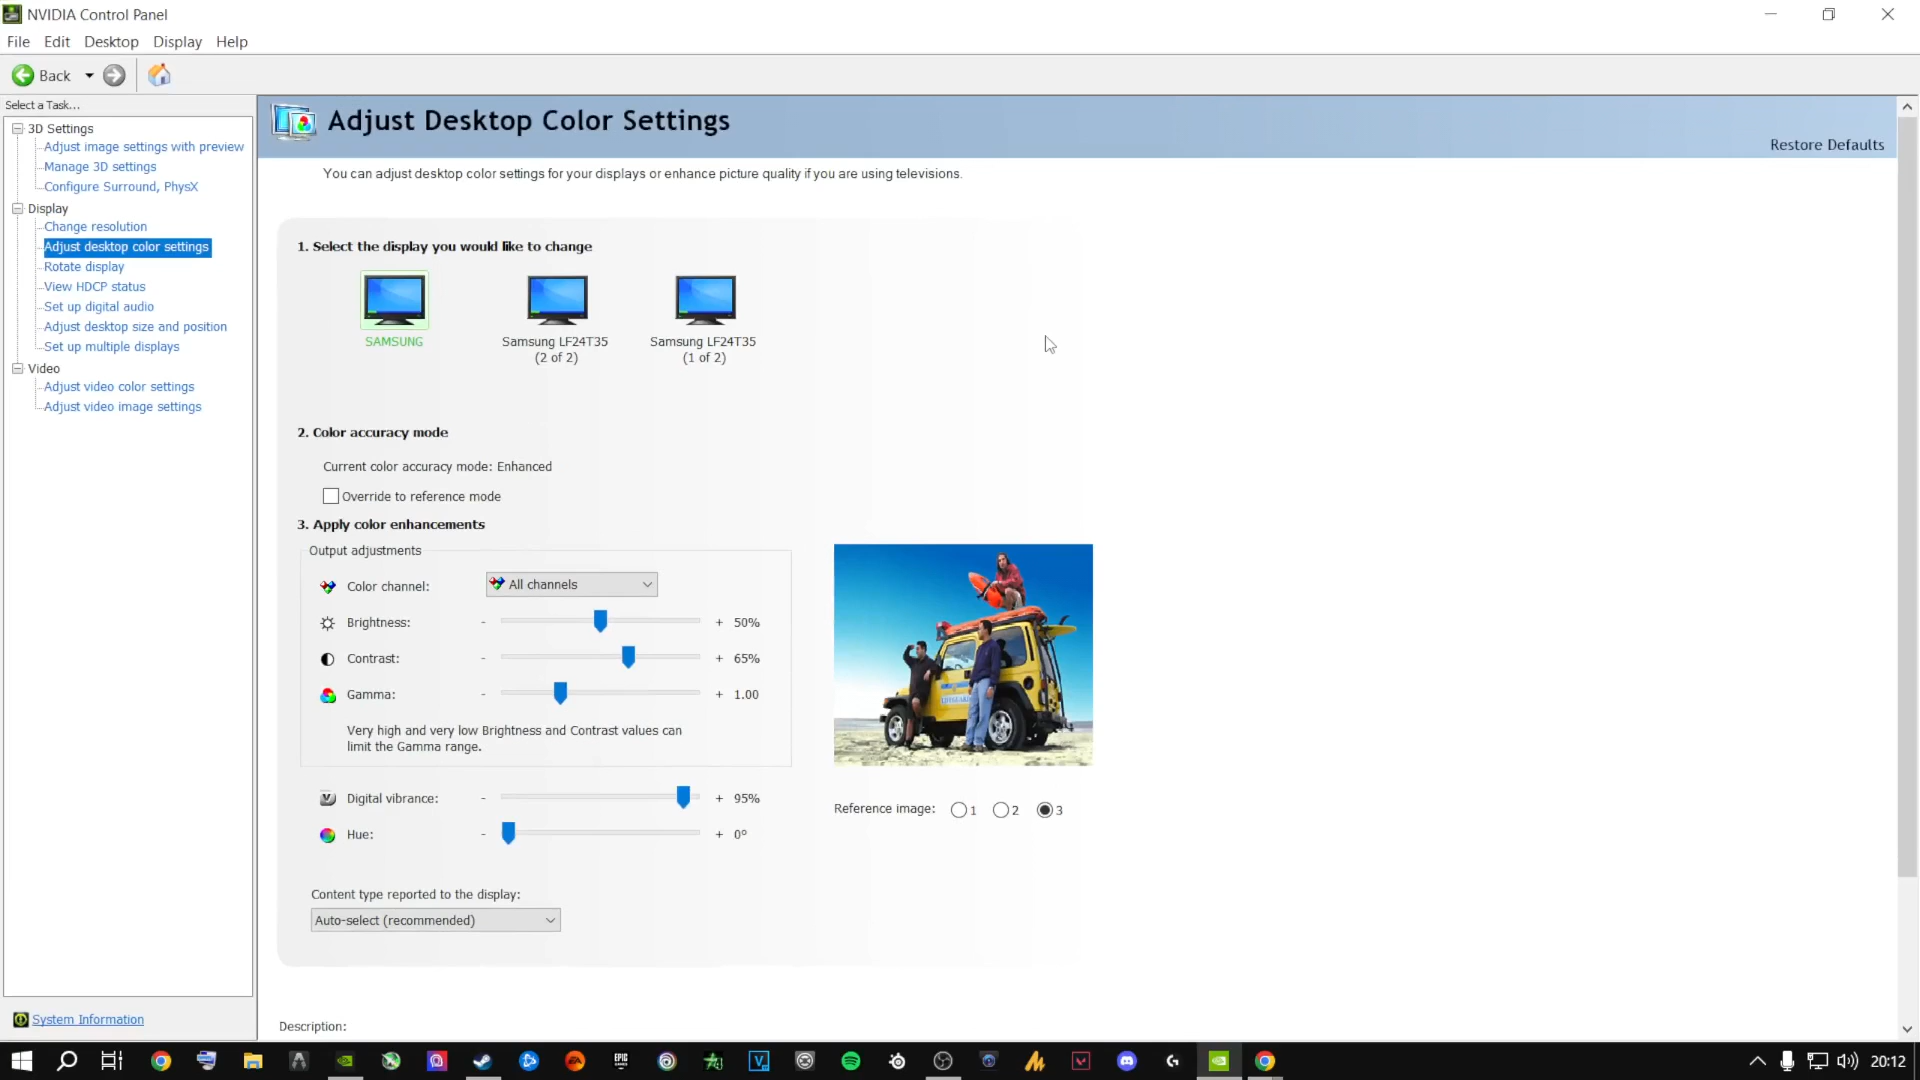 NVIDIA Control Panel
File Edit Desktop Display Help
Back
Select a Task...
3D Settings
Adjust image settings with preview
Manage 3D settings
Configure Surround, PhysX
Display
Change resolution
Adjust desktop color settings
Rotate display
View HDCP status
Set up digital audio
Adjust desktop size and position
Set up multiple displays
Video
Adjust video color settings
Adjust video image settings
System Information
Adjust Desktop Color Settings
Restore Defaults
You can adjust desktop color settings for your displays or enhance picture quality if you are using televisions.
1. Select the display you would like to change
SAMSUNG
Samsung LF24T35
(2 of 2)
Samsung LF24T35
(1 of 2)
2. Color accuracy mode
Current color accuracy mode: Enhanced
Override to reference mode
3. Apply color enhancements
Output adjustments
Color channel: All channels
Brightness: - + 50%
Contrast: - + 65%
Gamma: - + 1.00
Very high and very low Brightness and Contrast values can
limit the Gamma range.
Digital vibrance: - + 95%
Hue: - + 0°
Reference image: 1 2 3
Content type reported to the display:
Auto-select (recommended)
Description:
EPIC
GAMES
20:12